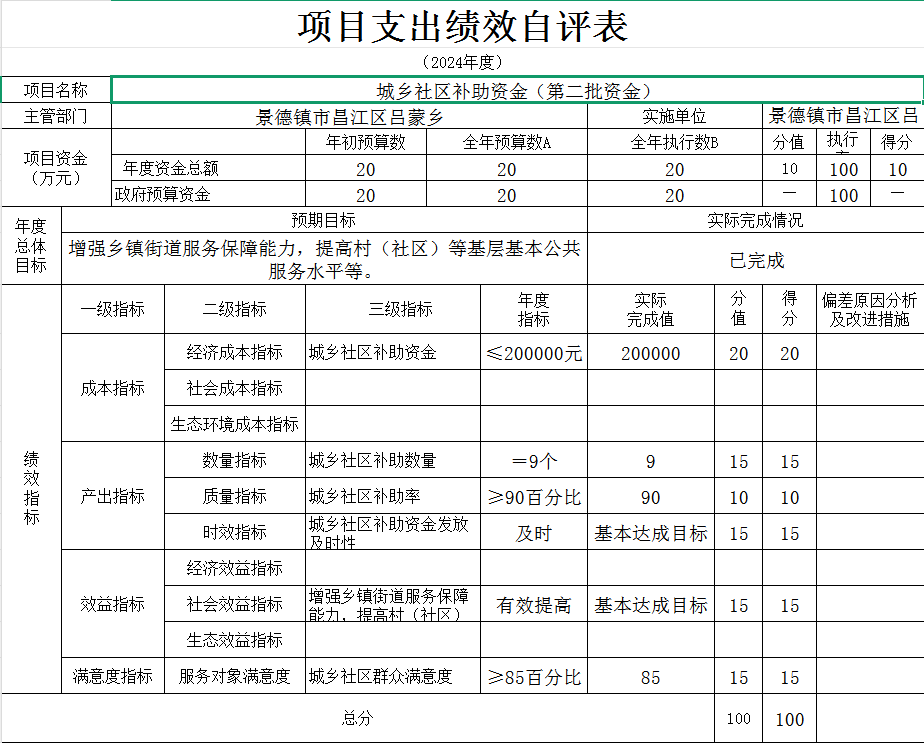 项目支出绩效自评表
（2024年度）
项目名称 城乡社区补助资金（第二批资金）
主管部门 景德镇市昌江区吕蒙乡 实施单位 景德镇市昌江区吕
项目资金
（万元）
年初预算数 全年预算数A 全年执行数B 分值 执行 得分
年度资金总额 20 20 20 10 100 10
政府预算资金 20 20 20 — 100 —
年度
总体
目标
预期目标 实际完成情况
增强乡镇街道服务保障能力，提高村（社区）等基层基本公共
服务水平等。
已完成
绩
效
指
标
一级指标 二级指标 三级指标
年度
指标
实际
完成值
分
值
得
分
偏差原因分析
及改进措施
成本指标
经济成本指标 城乡社区补助资金 ≤200000元 200000 20 20
社会成本指标
生态环境成本指标
产出指标
数量指标 城乡社区补助数量 ＝9个 9 15 15
质量指标 城乡社区补助率 ≥90百分比 90 10 10
时效指标
城乡社区补助资金发放
及时性
及时 基本达成目标 15 15
效益指标
经济效益指标
社会效益指标
增强乡镇街道服务保障
能力，提高村（社区）
有效提高 基本达成目标 15 15
生态效益指标
满意度指标 服务对象满意度 城乡社区群众满意度 ≥85百分比 85 15 15
总分 100 100